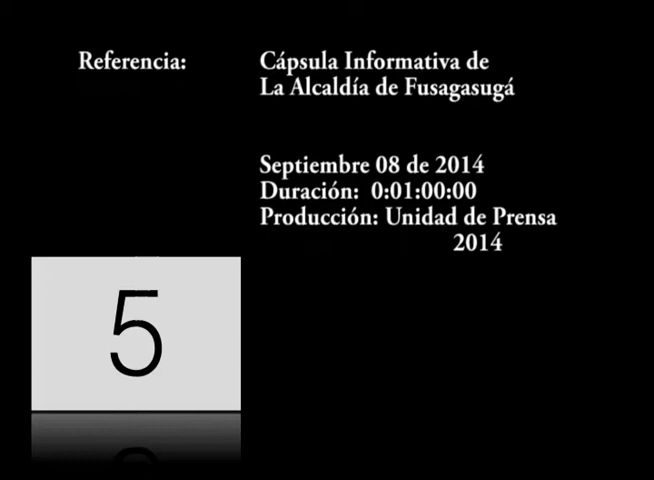 Referencia: Cápsula Informativa de
La Alcaldía de Fusagasugá
Septiembre 08 de 2014
Duración: 0:01:00:00
Producción: Unidad de Prensa
2014
5